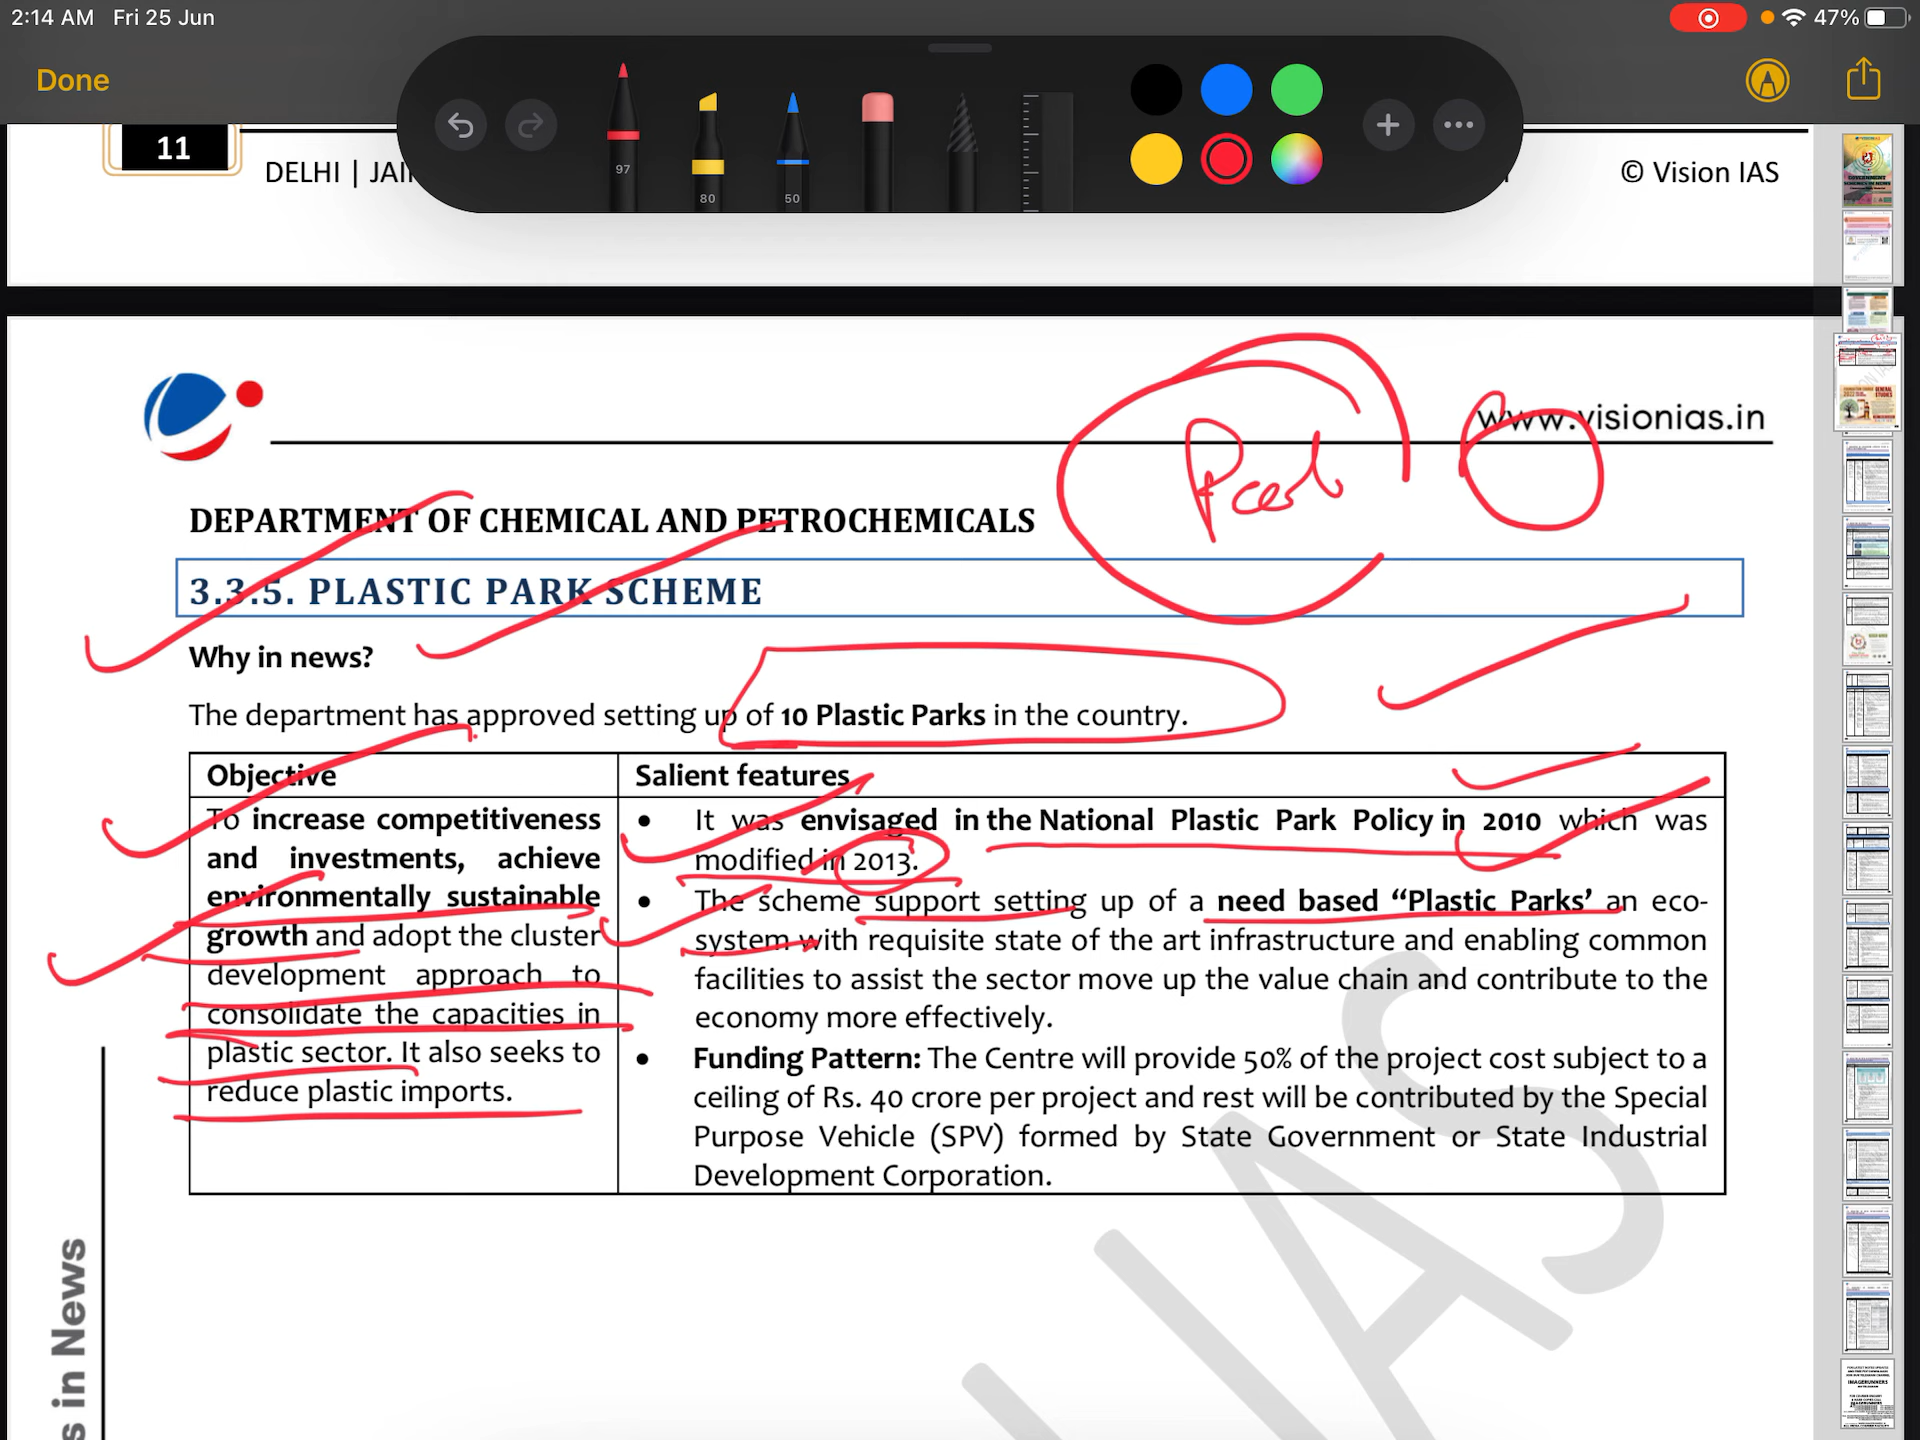 2:14 AM Fri 25 Jun
47%
Done
97
80
50
11
DELHI | JAI
© Vision IAS
www.visionias.in
DEPARTMENT OF CHEMICAL AND PETROCHEMICALS
3.3.5. PLASTIC PARK SCHEME
Why in news?
The department has approved setting up of 10 Plastic Parks in the country.
Objective
To increase competitiveness
and investments, achieve
environmentally sustainable
growth and adopt the cluster
development approach to
consolidate the capacities in
plastic sector. It also seeks to
reduce plastic imports.
Salient features
• It was envisaged in the National Plastic Park Policy in 2010 which was
modified in 2013.
• The scheme support setting up of a need based “Plastic Parks’ an eco-
system with requisite state of the art infrastructure and enabling common
facilities to assist the sector move up the value chain and contribute to the
economy more effectively.
• Funding Pattern: The Centre will provide 50% of the project cost subject to a
ceiling of Rs. 40 crore per project and rest will be contributed by the Special
Purpose Vehicle (SPV) formed by State Government or State Industrial
Development Corporation.
s in News
IAS